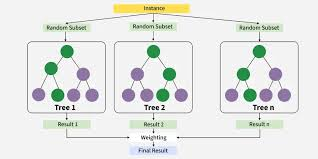 Instance
Random Subset
Random Subset
Random Subset
Tree 1
Tree 2
Tree n
Result 1
Result 2
Result n
Weighting
Final Result